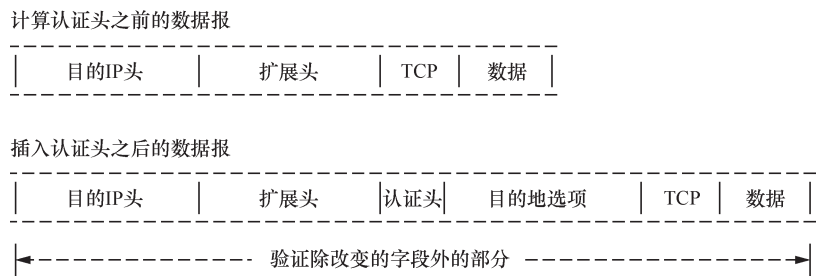 计算认证头之前的数据报
目的IP头 扩展头 TCP 数据
插入认证头之后的数据报
目的IP头 扩展头 认证头 目的地选项 TCP 数据
验证除改变的字段外的部分